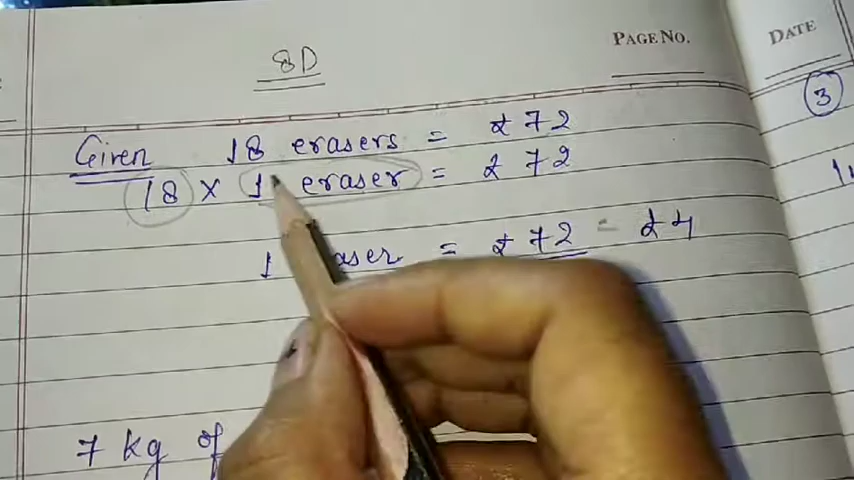 8D
PAGE NO.
DATE
3
Given 18 erasers = ₹ 72
18 × 1 eraser = ₹ 72
1 = ₹ 72 = ₹ 4
7 kg of